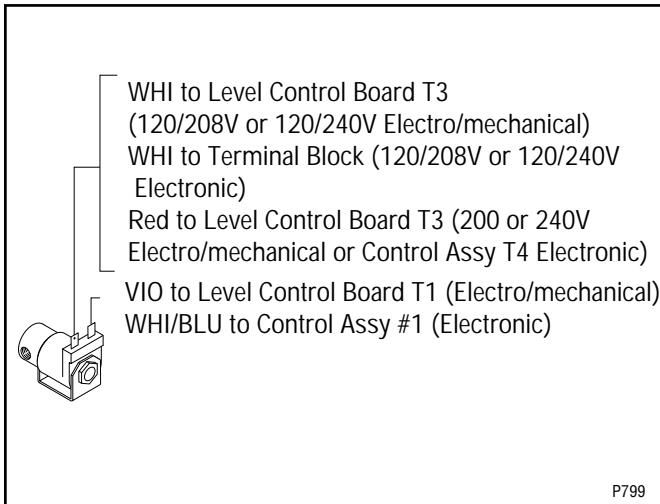 WHI to Level Control Board T3
(120/208V or 120/240V Electro/mechanical)
WHI to Terminal Block (120/208V or 120/240V
Electronic)
Red to Level Control Board T3 (200 or 240V
Electro/mechanical or Control Assy T4 Electronic)
VIO to Level Control Board T1 (Electro/mechanical)
WHI/BLU to Control Assy #1 (Electronic)
P799